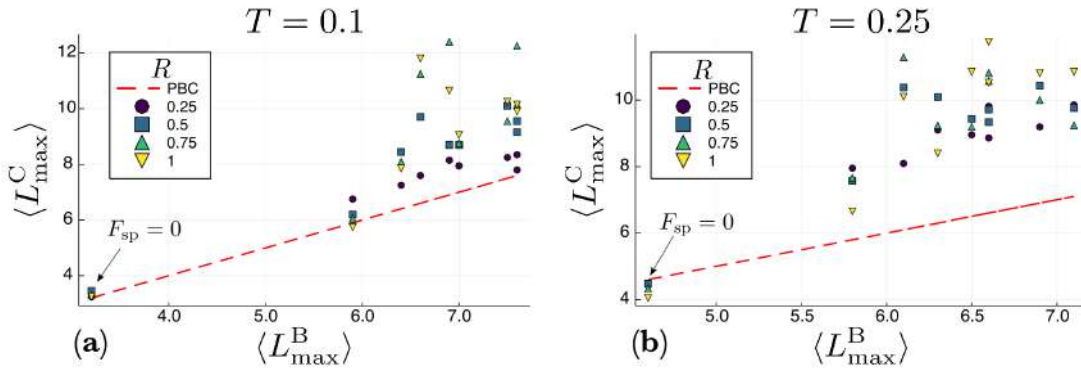 T = 0.1
12
10
8
6
4
⟨L^C_max⟩
R
PBC
0.25
0.5
0.75
1
F_sp = 0
4.0
5.0
6.0
7.0
(a)
⟨L^B_max⟩
T = 0.25
10
8
6
4
⟨L^C_max⟩
R
PBC
0.25
0.5
0.75
1
F_sp = 0
5.0
5.5
6.0
6.5
7.0
(b)
⟨L^B_max⟩